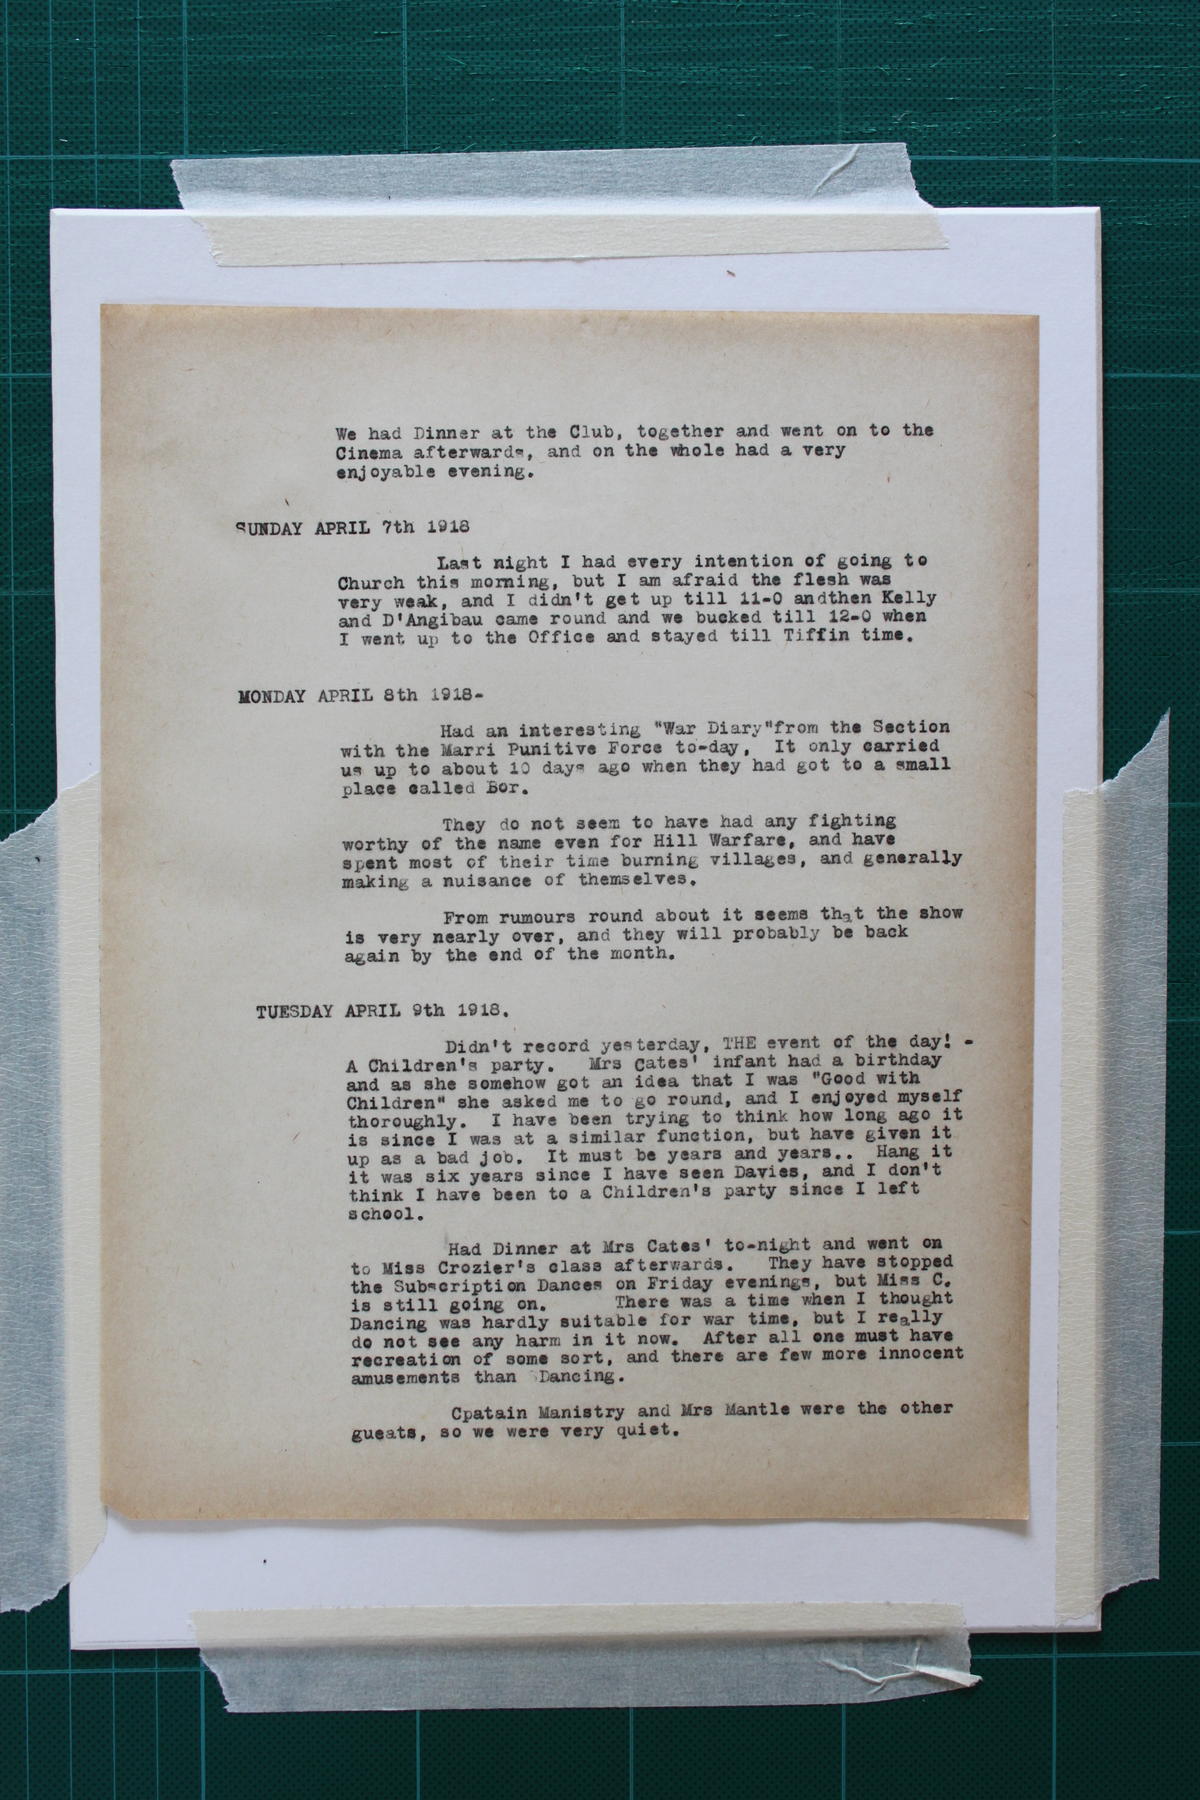 We had Dinner at the Club, together and went on to the
Cinema afterwards, and on the whole had a very
enjoyable evening.
SUNDAY APRIL 7th 1918
Last night I had every intention of going to
Church this morning, but I am afraid the flesh was
very weak, and I didn't get up till 11-0 andthen Kelly
and D'Angibau came round and we bucked till 12-0 when
I went up to the Office and stayed till Tiffin time.
MONDAY APRIL 8th 1918-
Had an interesting "War Diary"from the Section
with the Marri Punitive Force to-day, It only carried
us up to about 10 days ago when they had got to a small
place called Bor.
They do not seem to have had any fighting
worthy of the name even for Hill Warfare, and have
spent most of their time burning villages, and generally
making a nuisance of themselves.
From rumours round about it seems that the show
is very nearly over, and they will probably be back
again by the end of the month.
TUESDAY APRIL 9th 1918.
Didn't record yesterday, THE event of the day! -
A Children's party. Mrs Cates' infant had a birthday
and as she somehow got an idea that I was "Good with
Children" she asked me to go round, and I enjoyed myself
thoroughly. I have been trying to think how long ago it
is since I was at a similar function, but have given it
up as a bad job. It must be years and years.. Hang it
it was six years since I have seen Davies, and I don't
think I have been to a Children's party since I left
school.
Had Dinner at Mrs Cates' to-night and went on
to Miss Crozier's class afterwards. They have stopped
the Subscription Dances on Friday evenings, but Miss C.
is still going on. There was a time when I thought
Dancing was hardly suitable for war time, but I really
do not see any harm in it now. After all one must have
recreation of some sort, and there are few more innocent
amusements than Dancing.
Cpatain Manistry and Mrs Mantle were the other
gueats, so we were very quiet.